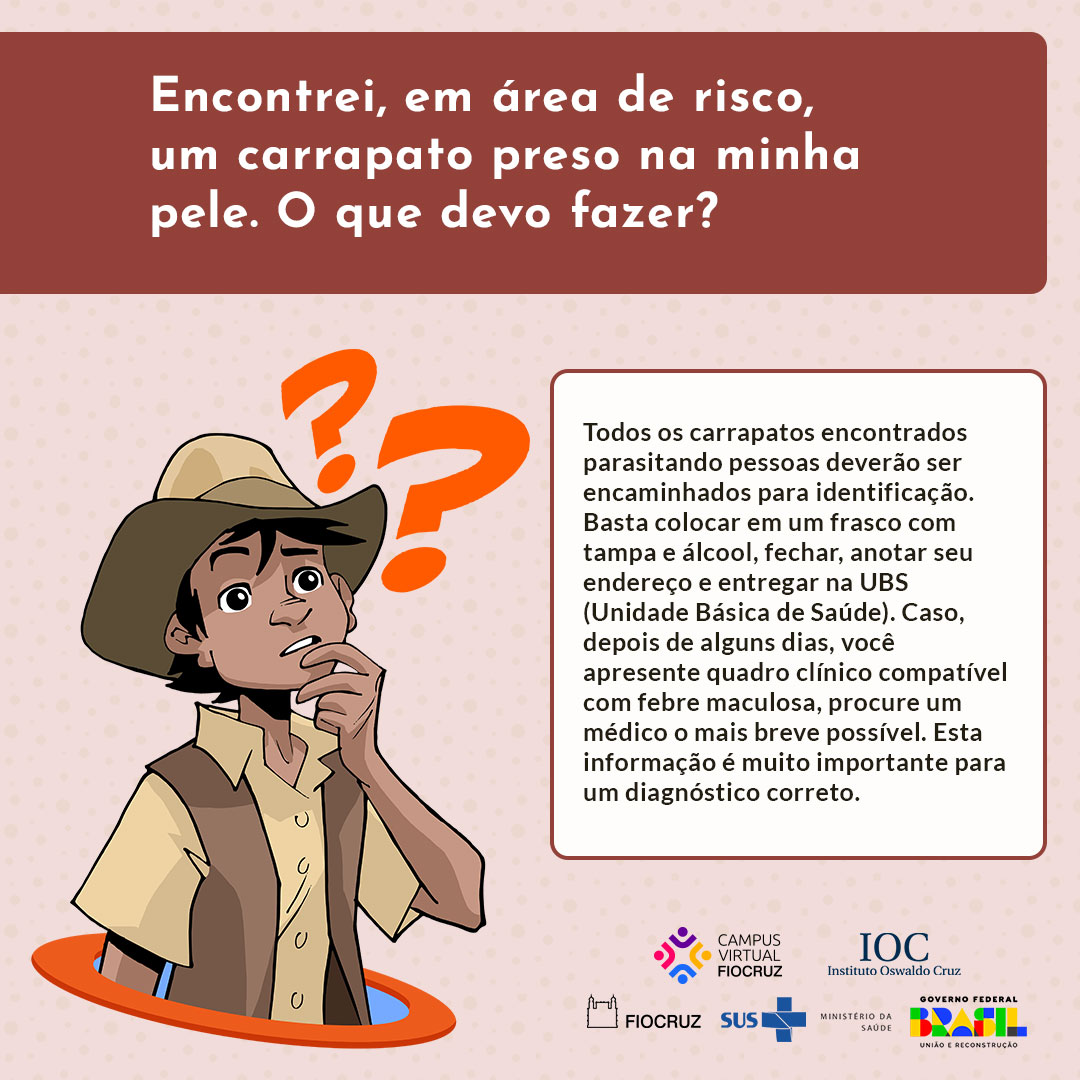 Encontrei, em área de risco,
um carrapato preso na minha
pele. O que devo fazer?
??
Todos os carrapatos encontrados
parasitando pessoas deverão ser
encaminhados para identificação.
Basta colocar em um frasco com
tampa e álcool, fechar, anotar seu
endereço e entregar na UBS
(Unidade Básica de Saúde). Caso,
depois de alguns dias, você
apresente quadro clínico compatível
com febre maculosa, procure um
médico o mais breve possível. Esta
informação é muito importante para
um diagnóstico correto.
CAMPUS
VIRTUAL
FIOCRUZ
IOC
Instituto Oswaldo Cruz
FIOCRUZ
SUS
MINISTÉRIO DA
SAÚDE
GOVERNO FEDERAL
BRASIL
UNIÃO E RECONSTRUÇÃO